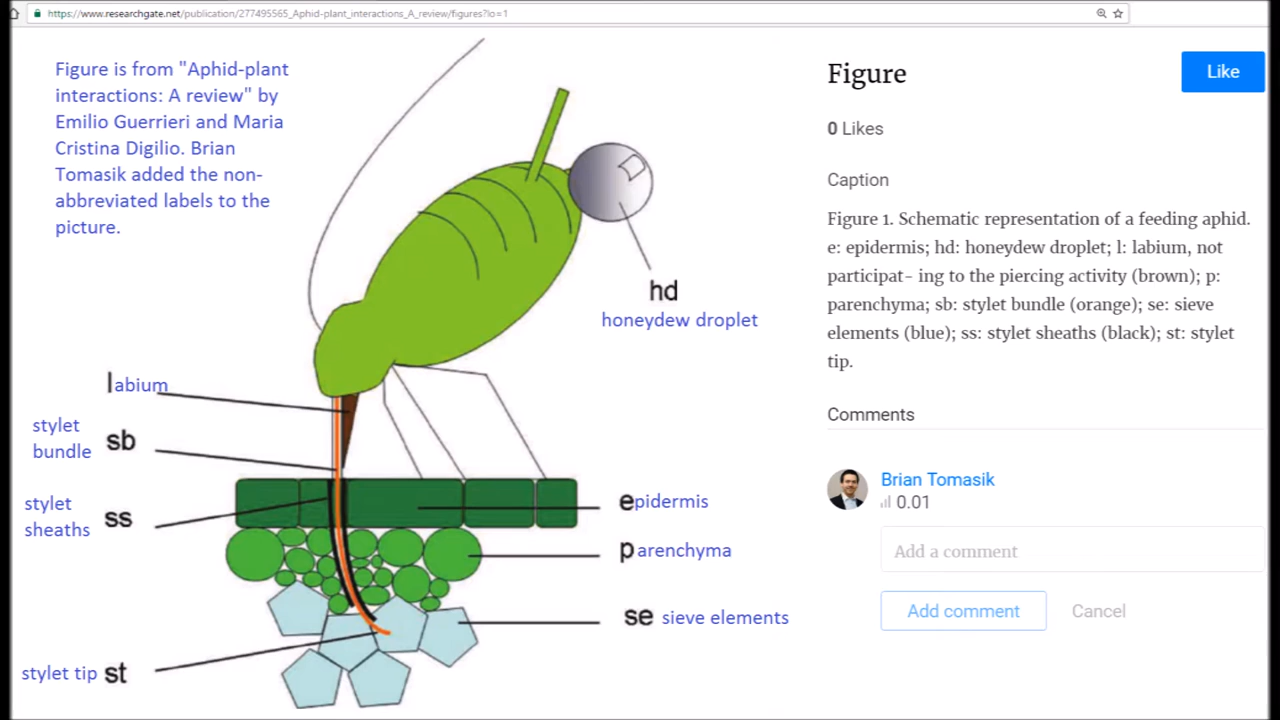 https://www.researchgate.net/publication/277495565_Aphid-plant_interactions_A_review/figures?lo=1
Figure is from "Aphid-plant
interactions: A review" by
Emilio Guerrieri and Maria
Cristina Digilio. Brian
Tomasik added the non-
abbreviated labels to the
picture.
hd
honeydew droplet
labium
stylet
bundle sb
stylet
sheaths ss
epidermis
parenchyma
se sieve elements
stylet tip st
Figure
Like
0 Likes
Caption
Figure 1. Schematic representation of a feeding aphid.
e: epidermis; hd: honeydew droplet; l: labium, not
participat- ing to the piercing activity (brown); p:
parenchyma; sb: stylet bundle (orange); se: sieve
elements (blue); ss: stylet sheaths (black); st: stylet
tip.
Comments
Brian Tomasik
0.01
Add a comment
Add comment Cancel